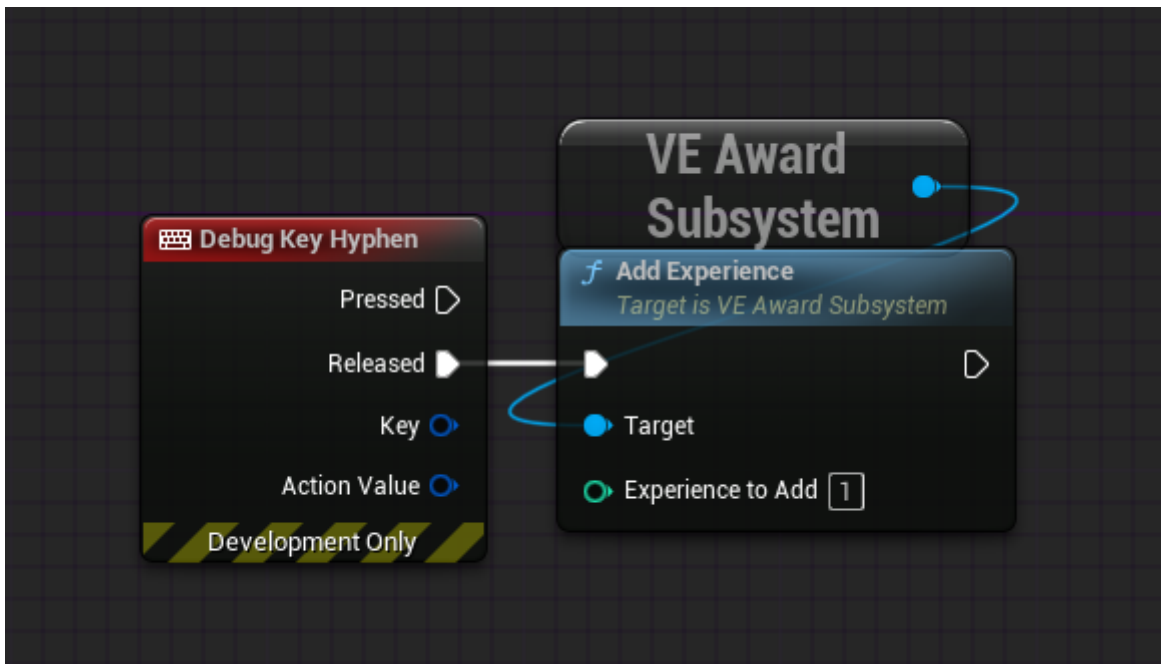 VE Award
Subsystem
Debug Key Hyphen
Pressed
Released
Key
Action Value
Development Only
f Add Experience
Target is VE Award Subsystem
Target
Experience to Add 1